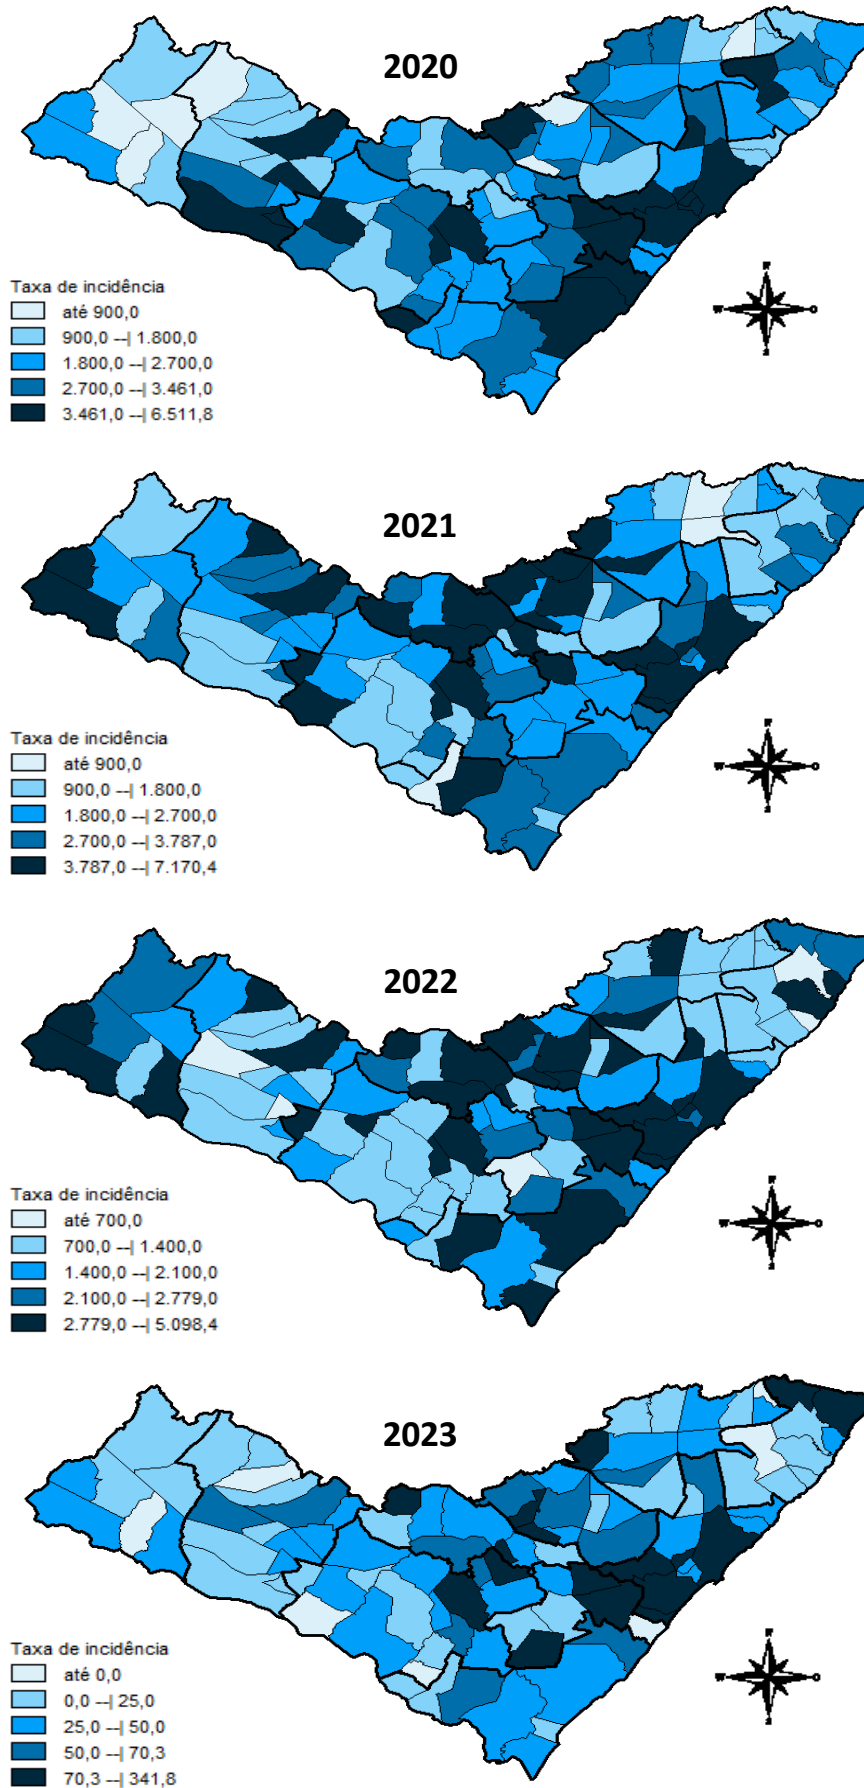 2020
Taxa de incidência
até 900,0
900,0 --| 1.800,0
1.800,0 --| 2.700,0
2.700,0 --| 3.461,0
3.461,0 --| 6.511,8
2021
Taxa de incidência
até 900,0
900,0 --| 1.800,0
1.800,0 --| 2.700,0
2.700,0 --| 3.787,0
3.787,0 --| 7.170,4
2022
Taxa de incidência
até 700,0
700,0 --| 1.400,0
1.400,0 --| 2.100,0
2.100,0 --| 2.779,0
2.779,0 --| 5.098,4
2023
Taxa de incidência
até 0,0
0,0 --| 25,0
25,0 --| 50,0
50,0 --| 70,3
70,3 --| 341,8